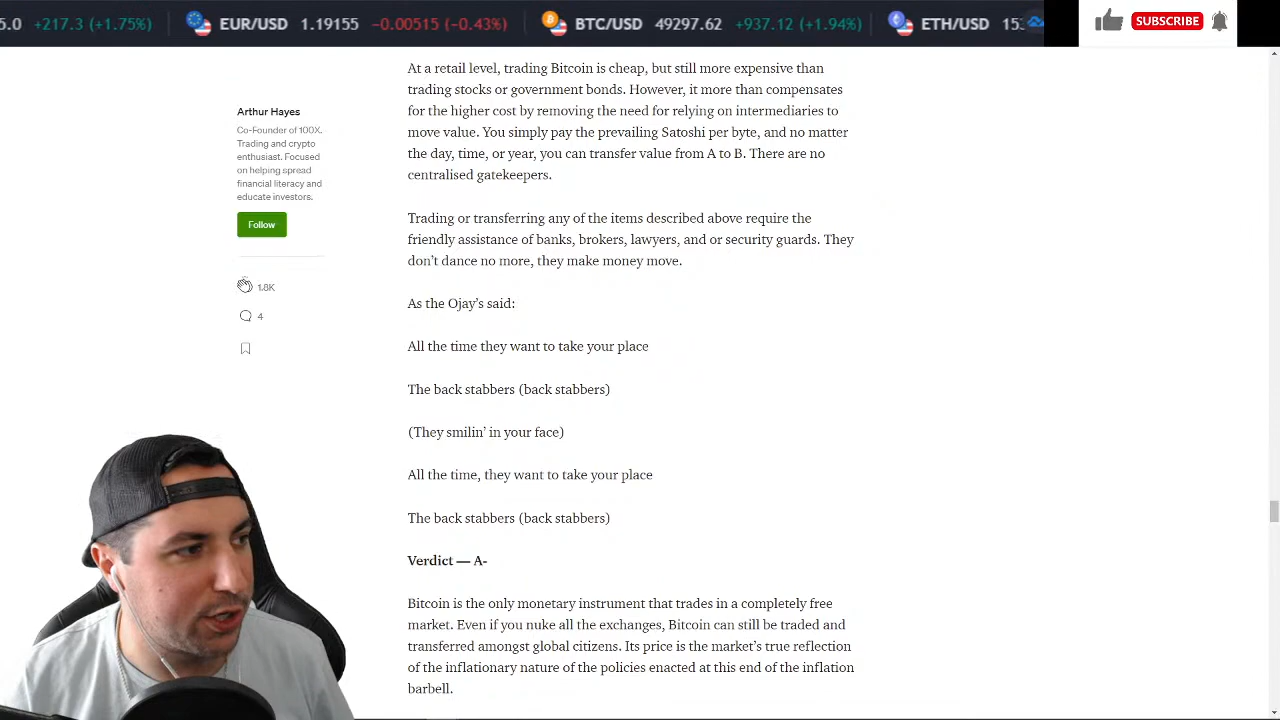 5.0 +217.3 (+1.75%) EUR/USD 1.19155 −0.00515 (−0.43%) BTC/USD 49297.62 +937.12 (+1.94%) ETH/USD
SUBSCRIBE
At a retail level, trading Bitcoin is cheap, but still more expensive than
trading stocks or government bonds. However, it more than compensates
for the higher cost by removing the need for relying on intermediaries to
move value. You simply pay the prevailing Satoshi per byte, and no matter
the day, time, or year, you can transfer value from A to B. There are no
centralised gatekeepers.
Arthur Hayes
Co-Founder of 100X.
Trading and crypto
enthusiast. Focused
on helping spread
financial literacy and
educate investors.
Follow
1.8K
4
Trading or transferring any of the items described above require the
friendly assistance of banks, brokers, lawyers, and or security guards. They
don’t dance no more, they make money move.
As the Ojay’s said:
All the time they want to take your place
The back stabbers (back stabbers)
(They smilin’ in your face)
All the time, they want to take your place
The back stabbers (back stabbers)
Verdict — A-
Bitcoin is the only monetary instrument that trades in a completely free
market. Even if you nuke all the exchanges, Bitcoin can still be traded and
transferred amongst global citizens. Its price is the market’s true reflection
of the inflationary nature of the policies enacted at this end of the inflation
barbell.